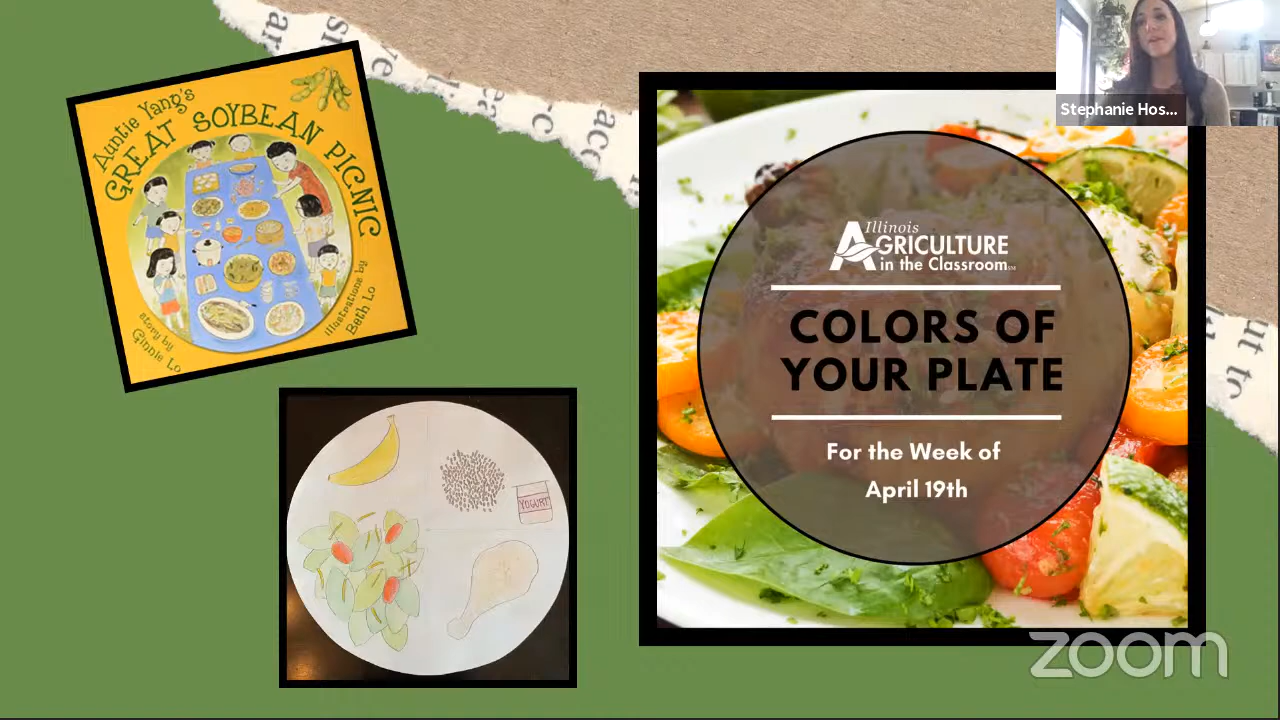 Auntie Yang's
GREAT SOYBEAN PICNIC
story by
Ginnie Lo
illustrations by
Beth Lo
YOGURT
Illinois
AGRICULTURE
in the Classroom
COLORS OF
YOUR PLATE
For the Week of
April 19th
Stephanie Hos...
zoom